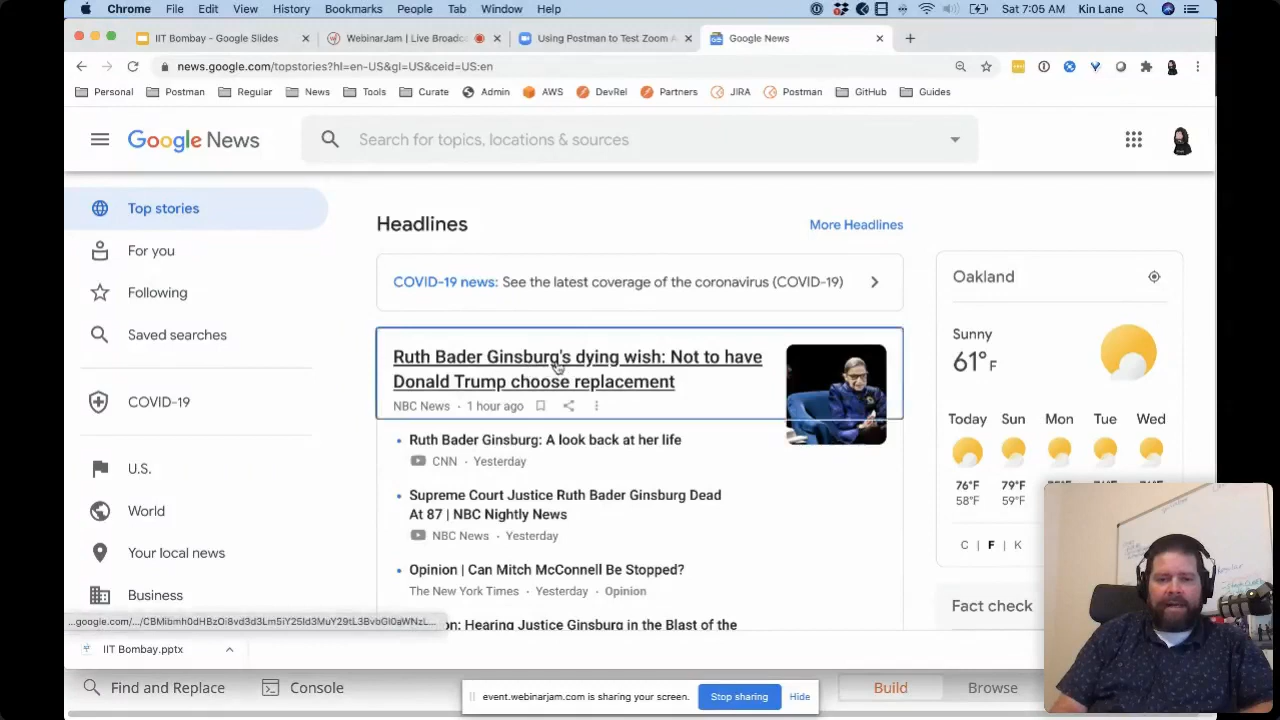 Chrome File Edit View History Bookmarks People Tab Window Help Sat 7:05 AM Kin Lane
IIT Bombay - Google Slides WebinarJam | Live Broadc Using Postman to Test Zoom A Google News
news.google.com/topstories?hl=en-US&gl=US&ceid=US:en
Personal Postman Regular News Tools Curate Admin AWS DevRel Partners JIRA Postman GitHub Guides
Google News
Search for topics, locations & sources
Top stories
For you
Following
Saved searches
COVID-19
U.S.
World
Your local news
Business
Headlines
More Headlines
COVID-19 news: See the latest coverage of the coronavirus (COVID-19)
Ruth Bader Ginsburg's dying wish: Not to have
Donald Trump choose replacement
NBC News · 1 hour ago
Ruth Bader Ginsburg: A look back at her life
CNN · Yesterday
Supreme Court Justice Ruth Bader Ginsburg Dead
At 87 | NBC Nightly News
NBC News · Yesterday
Opinion | Can Mitch McConnell Be Stopped?
The New York Times · Yesterday · Opinion
on: Hearing Justice Ginsburg in the Blast of the
Oakland
Sunny
61°F
Today Sun Mon Tue Wed
76°F 79°F
58°F 59°F
C | F | K
Fact check
IIT Bombay.pptx
Find and Replace Console
event.webinarjam.com is sharing your screen. Stop sharing Hide
Build Browse